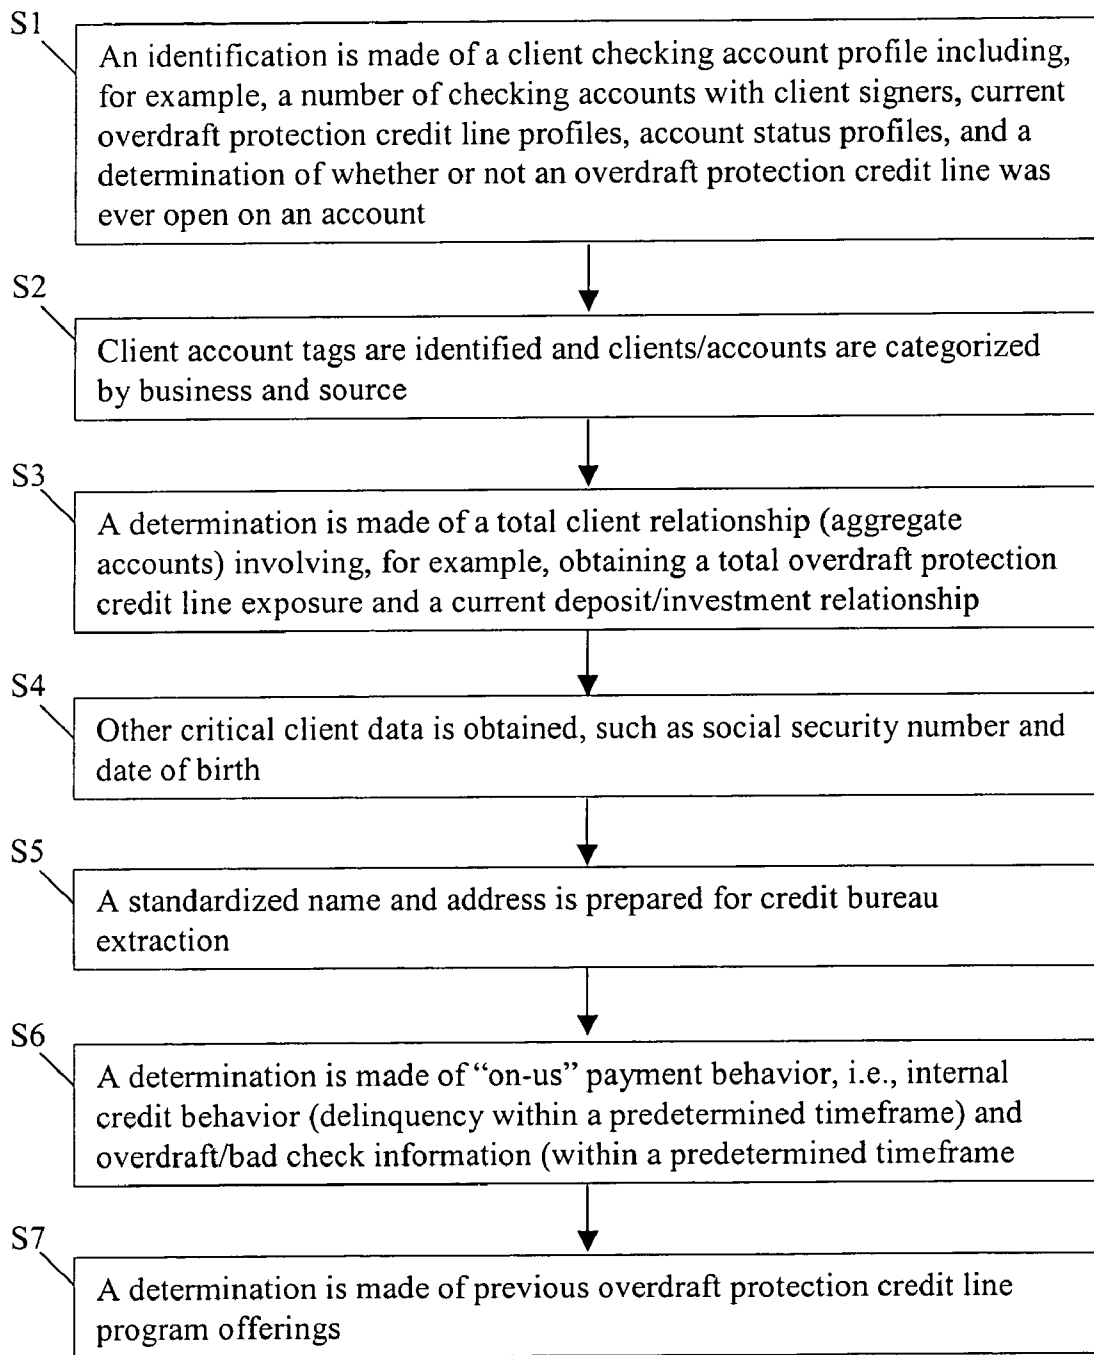 S1
An identification is made of a client checking account profile including,
for example, a number of checking accounts with client signers, current
overdraft protection credit line profiles, account status profiles, and a
determination of whether or not an overdraft protection credit line was
ever open on an account
S2
Client account tags are identified and clients/accounts are categorized
by business and source
S3
A determination is made of a total client relationship (aggregate
accounts) involving, for example, obtaining a total overdraft protection
credit line exposure and a current deposit/investment relationship
S4
Other critical client data is obtained, such as social security number and
date of birth
S5
A standardized name and address is prepared for credit bureau
extraction
S6
A determination is made of “on-us” payment behavior, i.e., internal
credit behavior (delinquency within a predetermined timeframe) and
overdraft/bad check information (within a predetermined timeframe
S7
A determination is made of previous overdraft protection credit line
program offerings